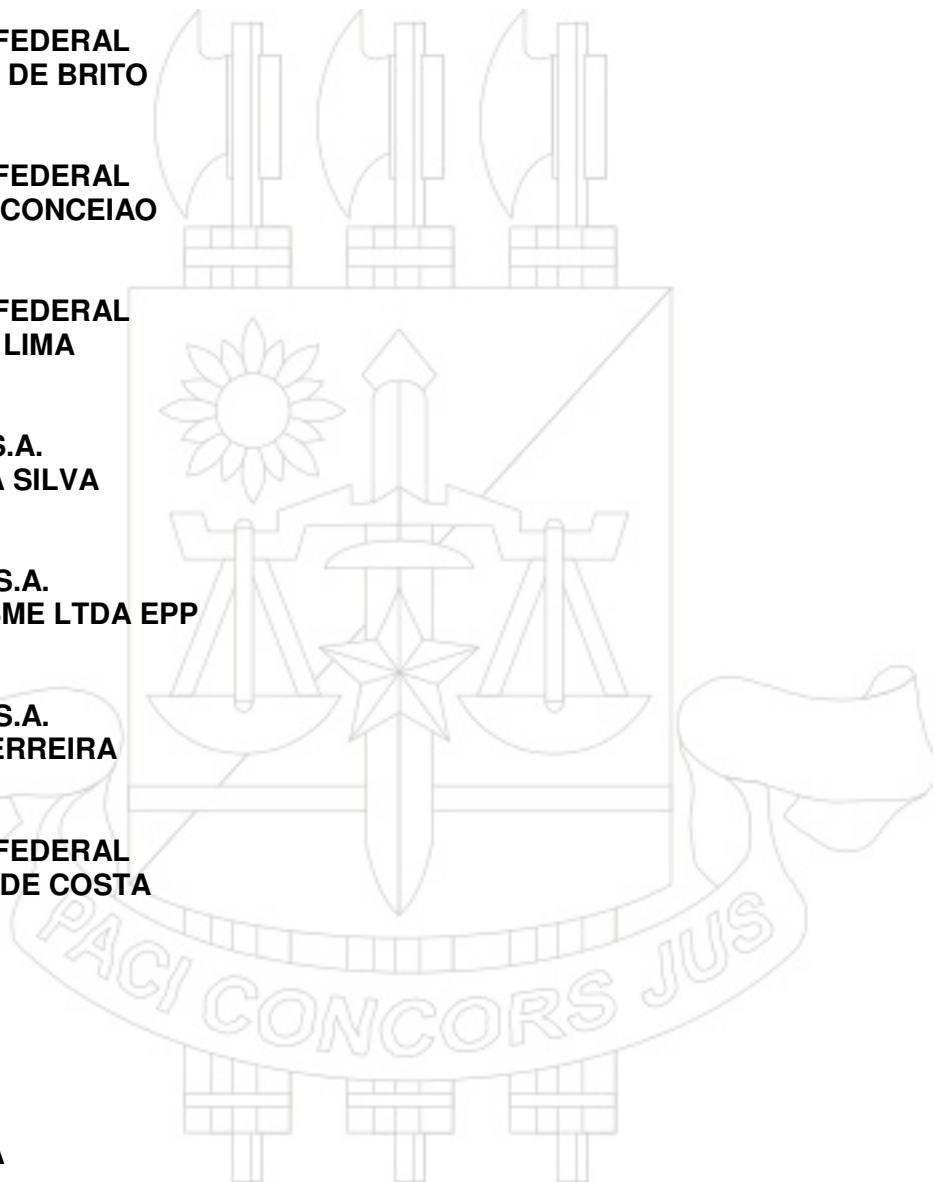 FEDERAL
DE BRITO
FEDERAL
CONCEIAO
FEDERAL
LIMA
S.A.
A SILVA
S.A.
ME LTDA EPP
S.A.
ERREIRA
FEDERAL
DE COSTA
PACI CONCORS JUS
A